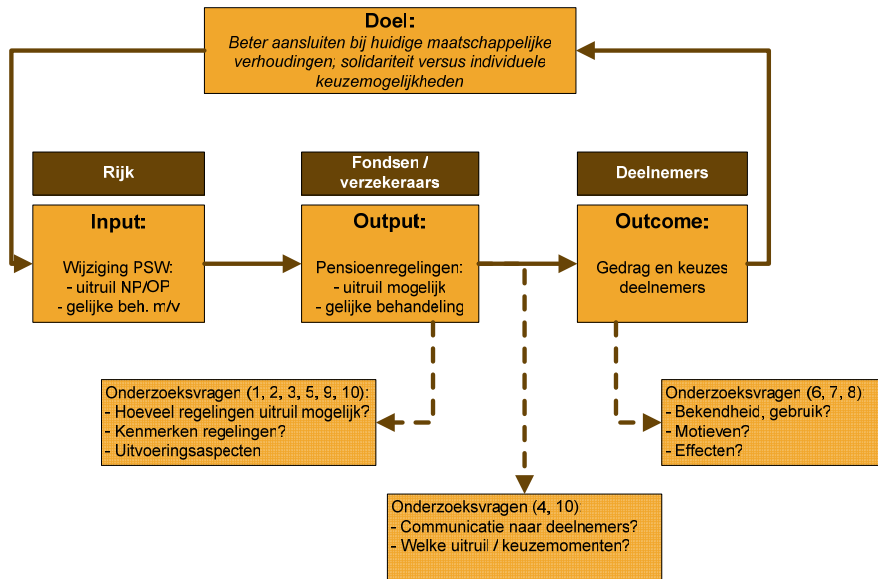 Doel:
Beter aansluiten bij huidige maatschappelijke
verhoudingen; solidariteit versus individuele
keuzemogelijkheden
Rijk
Fondsen /
verzekeraars
Deelnemers
Input:
Wijziging PSW:
- uitruil NP/OP
- gelijke beh. m/v
Output:
Pensioenregelingen:
- uitruil mogelijk
- gelijke behandeling
Outcome:
Gedrag en keuzes
deelnemers
Onderzoeksvragen (1, 2, 3, 5, 9, 10):
- Hoeveel regelingen uitruil mogelijk?
- Kenmerken regelingen?
- Uitvoeringsaspecten
Onderzoeksvragen (6, 7, 8):
- Bekendheid, gebruik?
- Motieven?
- Effecten?
Onderzoeksvragen (4, 10):
- Communicatie naar deelnemers?
- Welke uitruil / keuzemomenten?